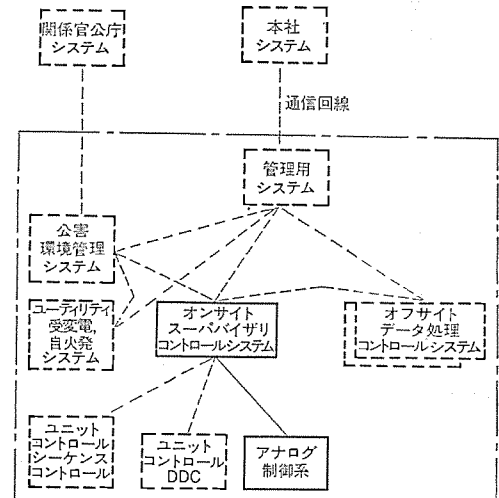 関係官公庁
システム
本社
システム
通信回線
管理用
システム
公害
環境管理
システム
ユーティリティ
受変電,
自火発
システム
オンサイト
スーパバイザリ
コントロールシステム
オフサイト
データ処理
コントロールシステム
ユニット
コントロール
シーケンス
コントロール
ユニット
コントロール
DDC
アナログ
制御系